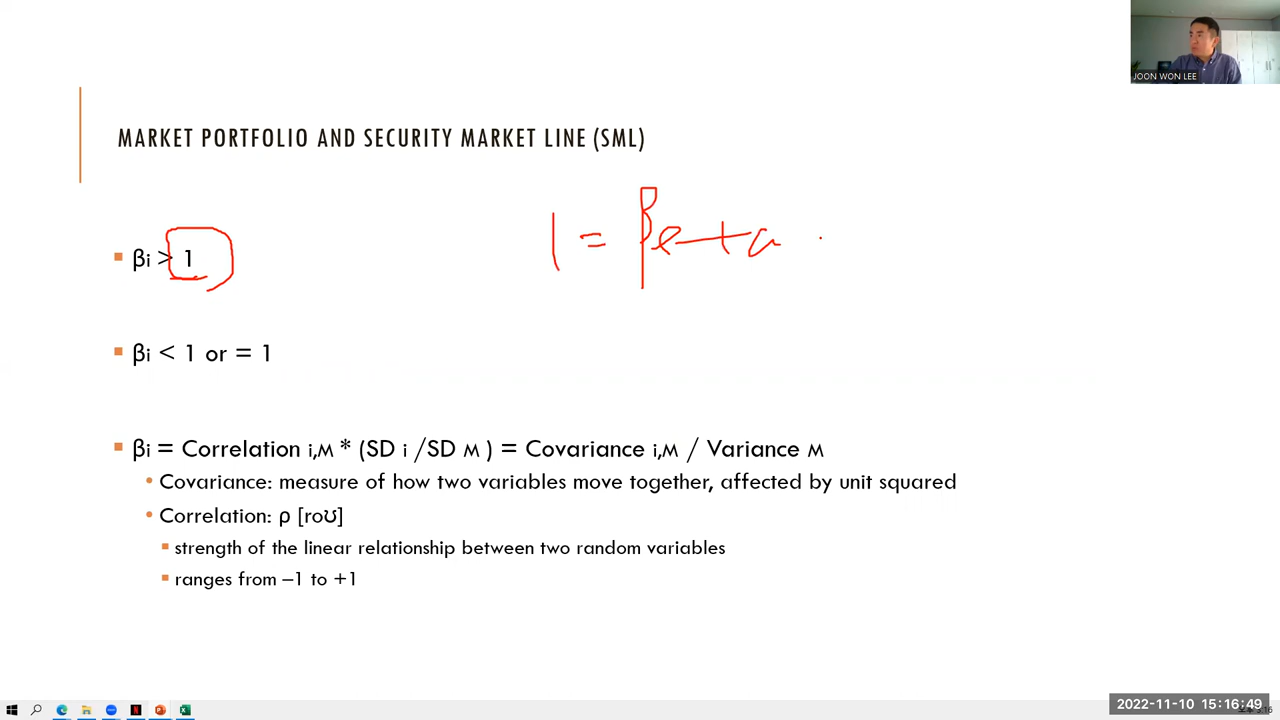 JOON WON LEE
MARKET PORTFOLIO AND SECURITY MARKET LINE (SML)
1 = βeta
βi > 1
βi < 1 or = 1
βi = Correlation i,M * (SD i /SD M ) = Covariance i,M / Variance M
Covariance: measure of how two variables move together, affected by unit squared
Correlation: ρ [roʊ]
strength of the linear relationship between two random variables
ranges from –1 to +1
2022-11-10 15:16:49